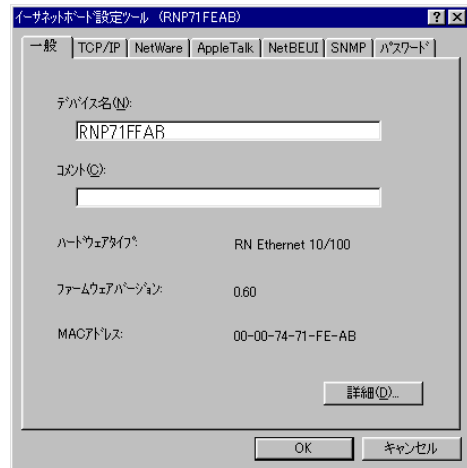 イーサネットボード設定ツール (RNP71FEAB)
一般 TCP/IP NetWare AppleTalk NetBEUI SNMP パスワード
デバイス名(N):
RNP71FFAB
コメント(C):
ハードウェアタイプ: RN Ethernet 10/100
ファームウェアバージョン: 0.60
MACアドレス: 00-00-74-71-FE-AB
詳細(D)...
OK キャンセル